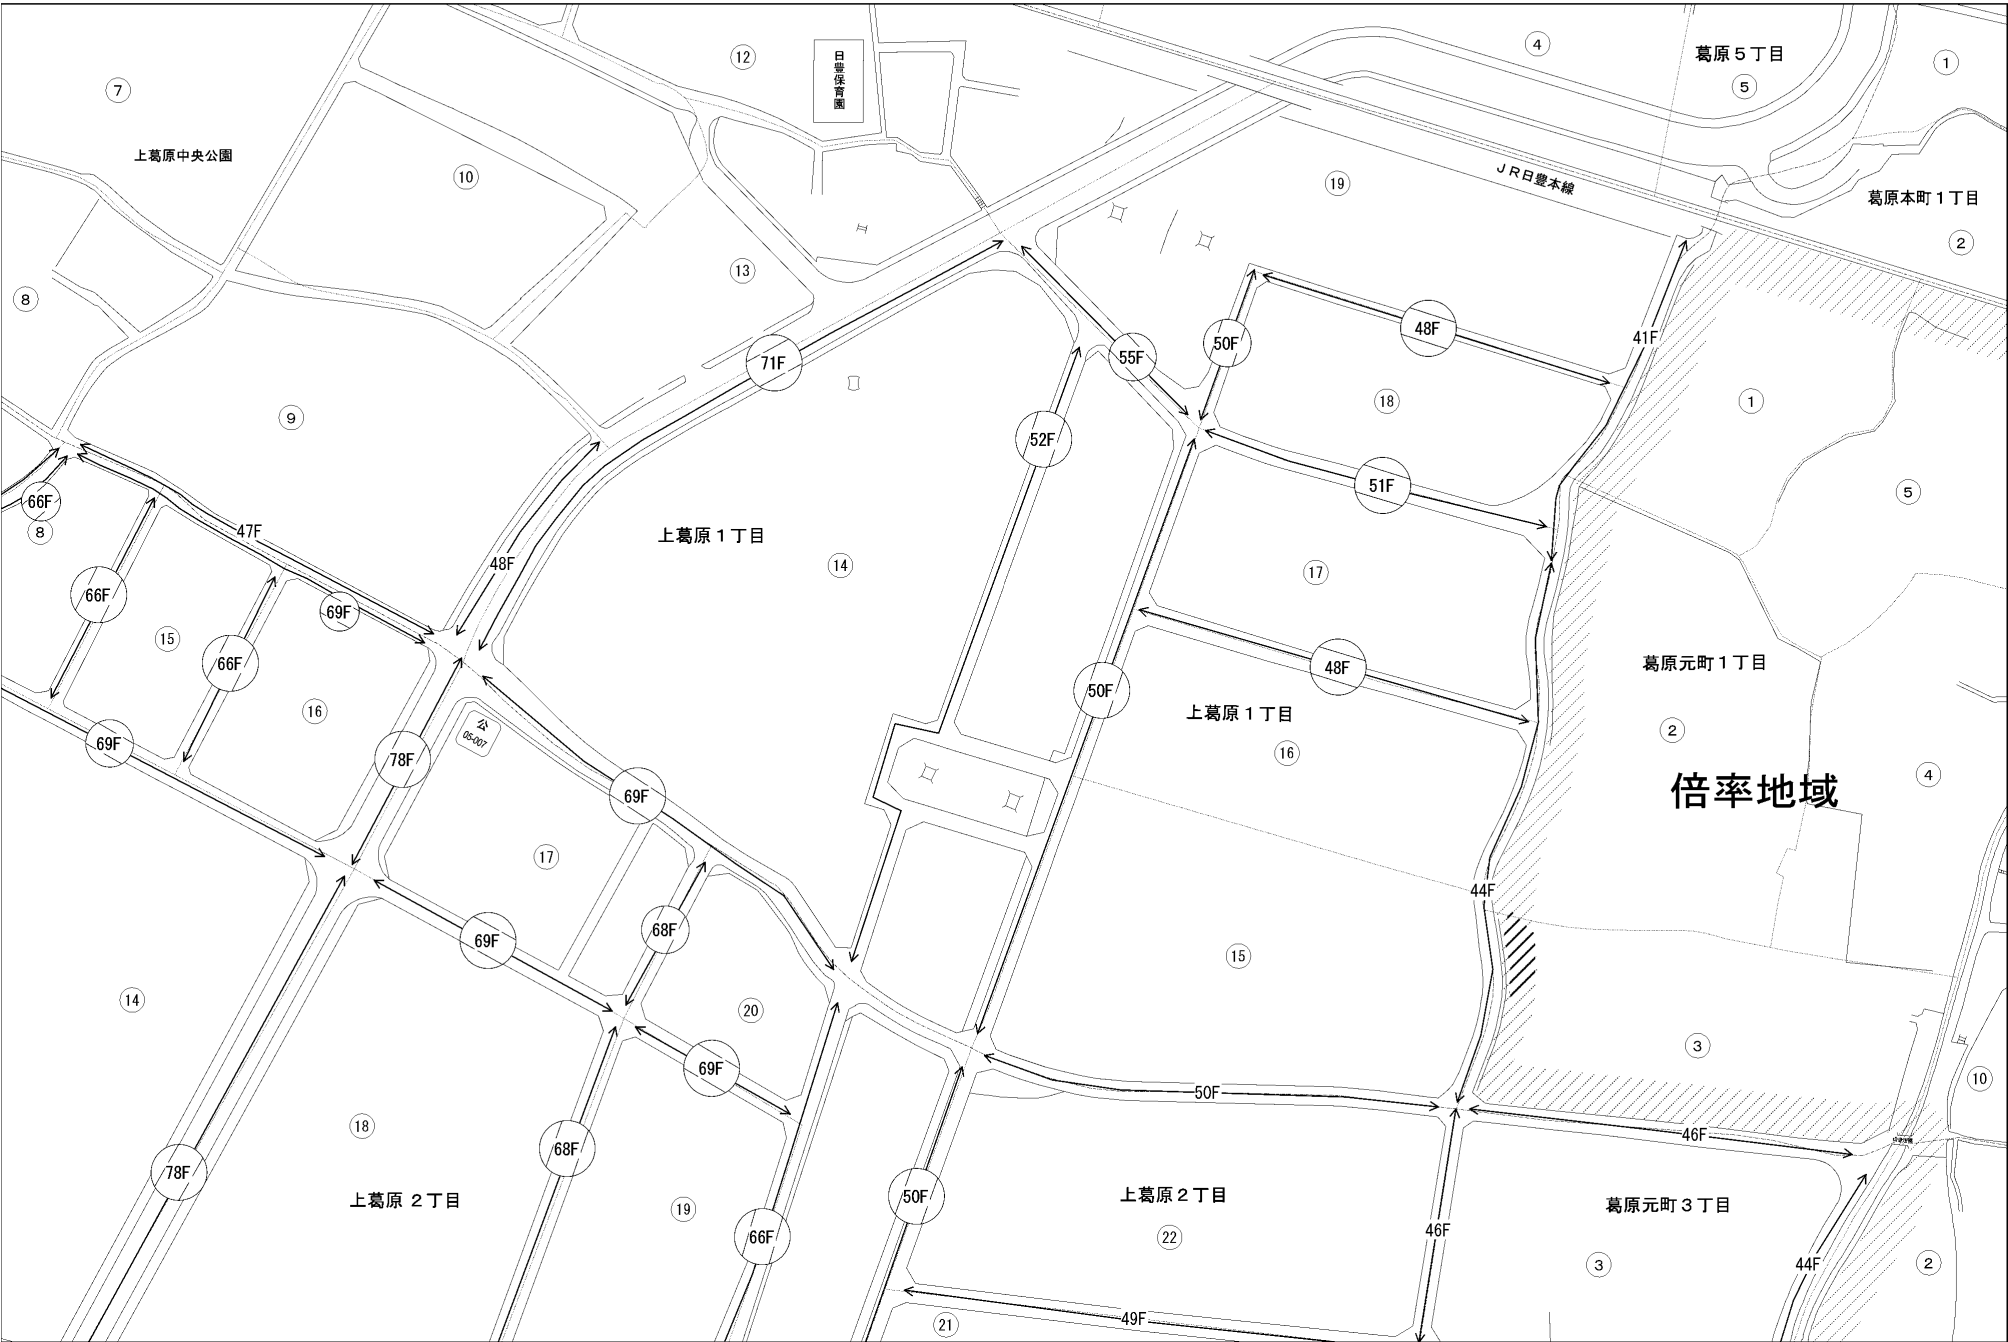 12
日豊保育園
4
葛原５丁目
5
1
7
上葛原中央公園
10
19
ＪＲ日豊本線
葛原本町１丁目
2
13
8
71F
55F
50F
48F
41F
9
52F
18
1
51F
5
66F
8
47F
48F
上葛原１丁目
14
17
66F
69F
15
66F
48F
葛原元町１丁目
50F
16
公
05-007
上葛原１丁目
16
2
69F
78F
69F
倍率地域
4
17
44F
68F
69F
15
14
20
3
69F
10
50F
46F
18
68F
78F
50F
上葛原２丁目
上葛原２丁目
葛原元町３丁目
19
66F
46F
22
3
44F
2
49F
21